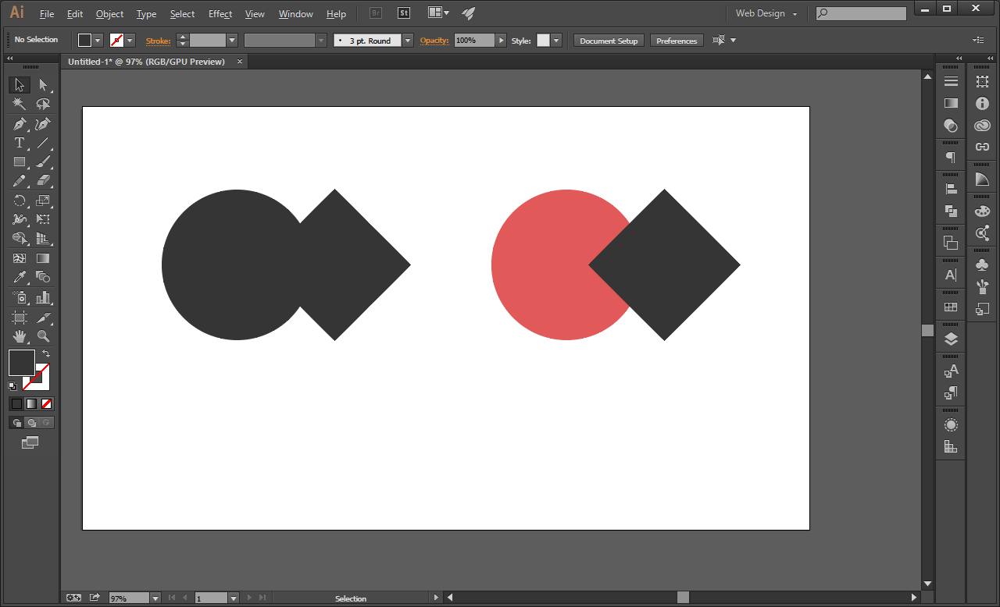 Ai File Edit Object Type Select Effect View Window Help Br St Web Design
No Selection Stroke: 3 pt. Round Opacity: 100% Style: Document Setup Preferences
Untitled-1* @ 97% (RGB/GPU Preview) ×
T
A
A
97% 1 Selection